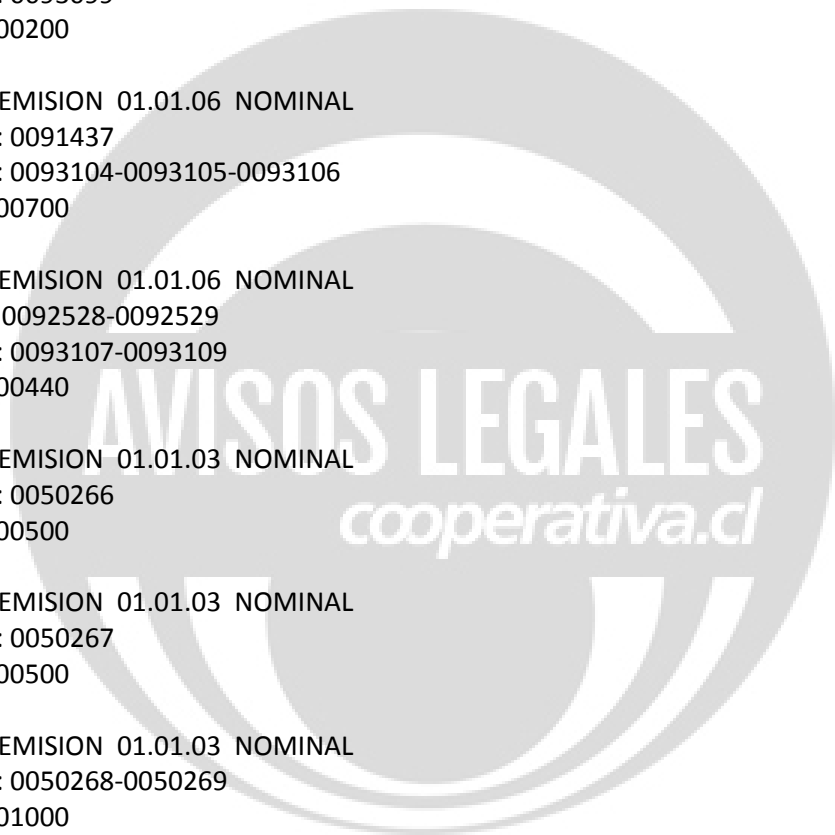 00200
EMISION 01.01.06 NOMINAL
: 0091437
: 0093104-0093105-0093106
00700
EMISION 01.01.06 NOMINAL
0092528-0092529
: 0093107-0093109
00440
EMISION 01.01.03 NOMINAL
: 0050266
00500
EMISION 01.01.03 NOMINAL
: 0050267
00500
EMISION 01.01.03 NOMINAL
: 0050268-0050269
01000
AVISOS LEGALES
cooperativa.cl